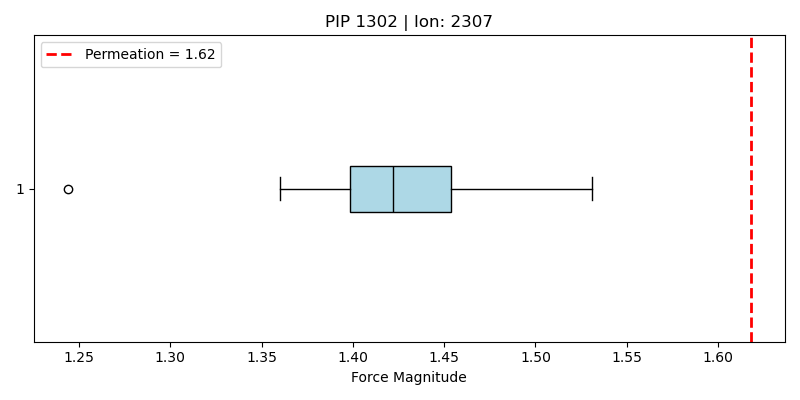 PIP 1302 | Ion: 2307
Permeation = 1.62
1
1.25 1.30 1.35 1.40 1.45 1.50 1.55 1.60
Force Magnitude